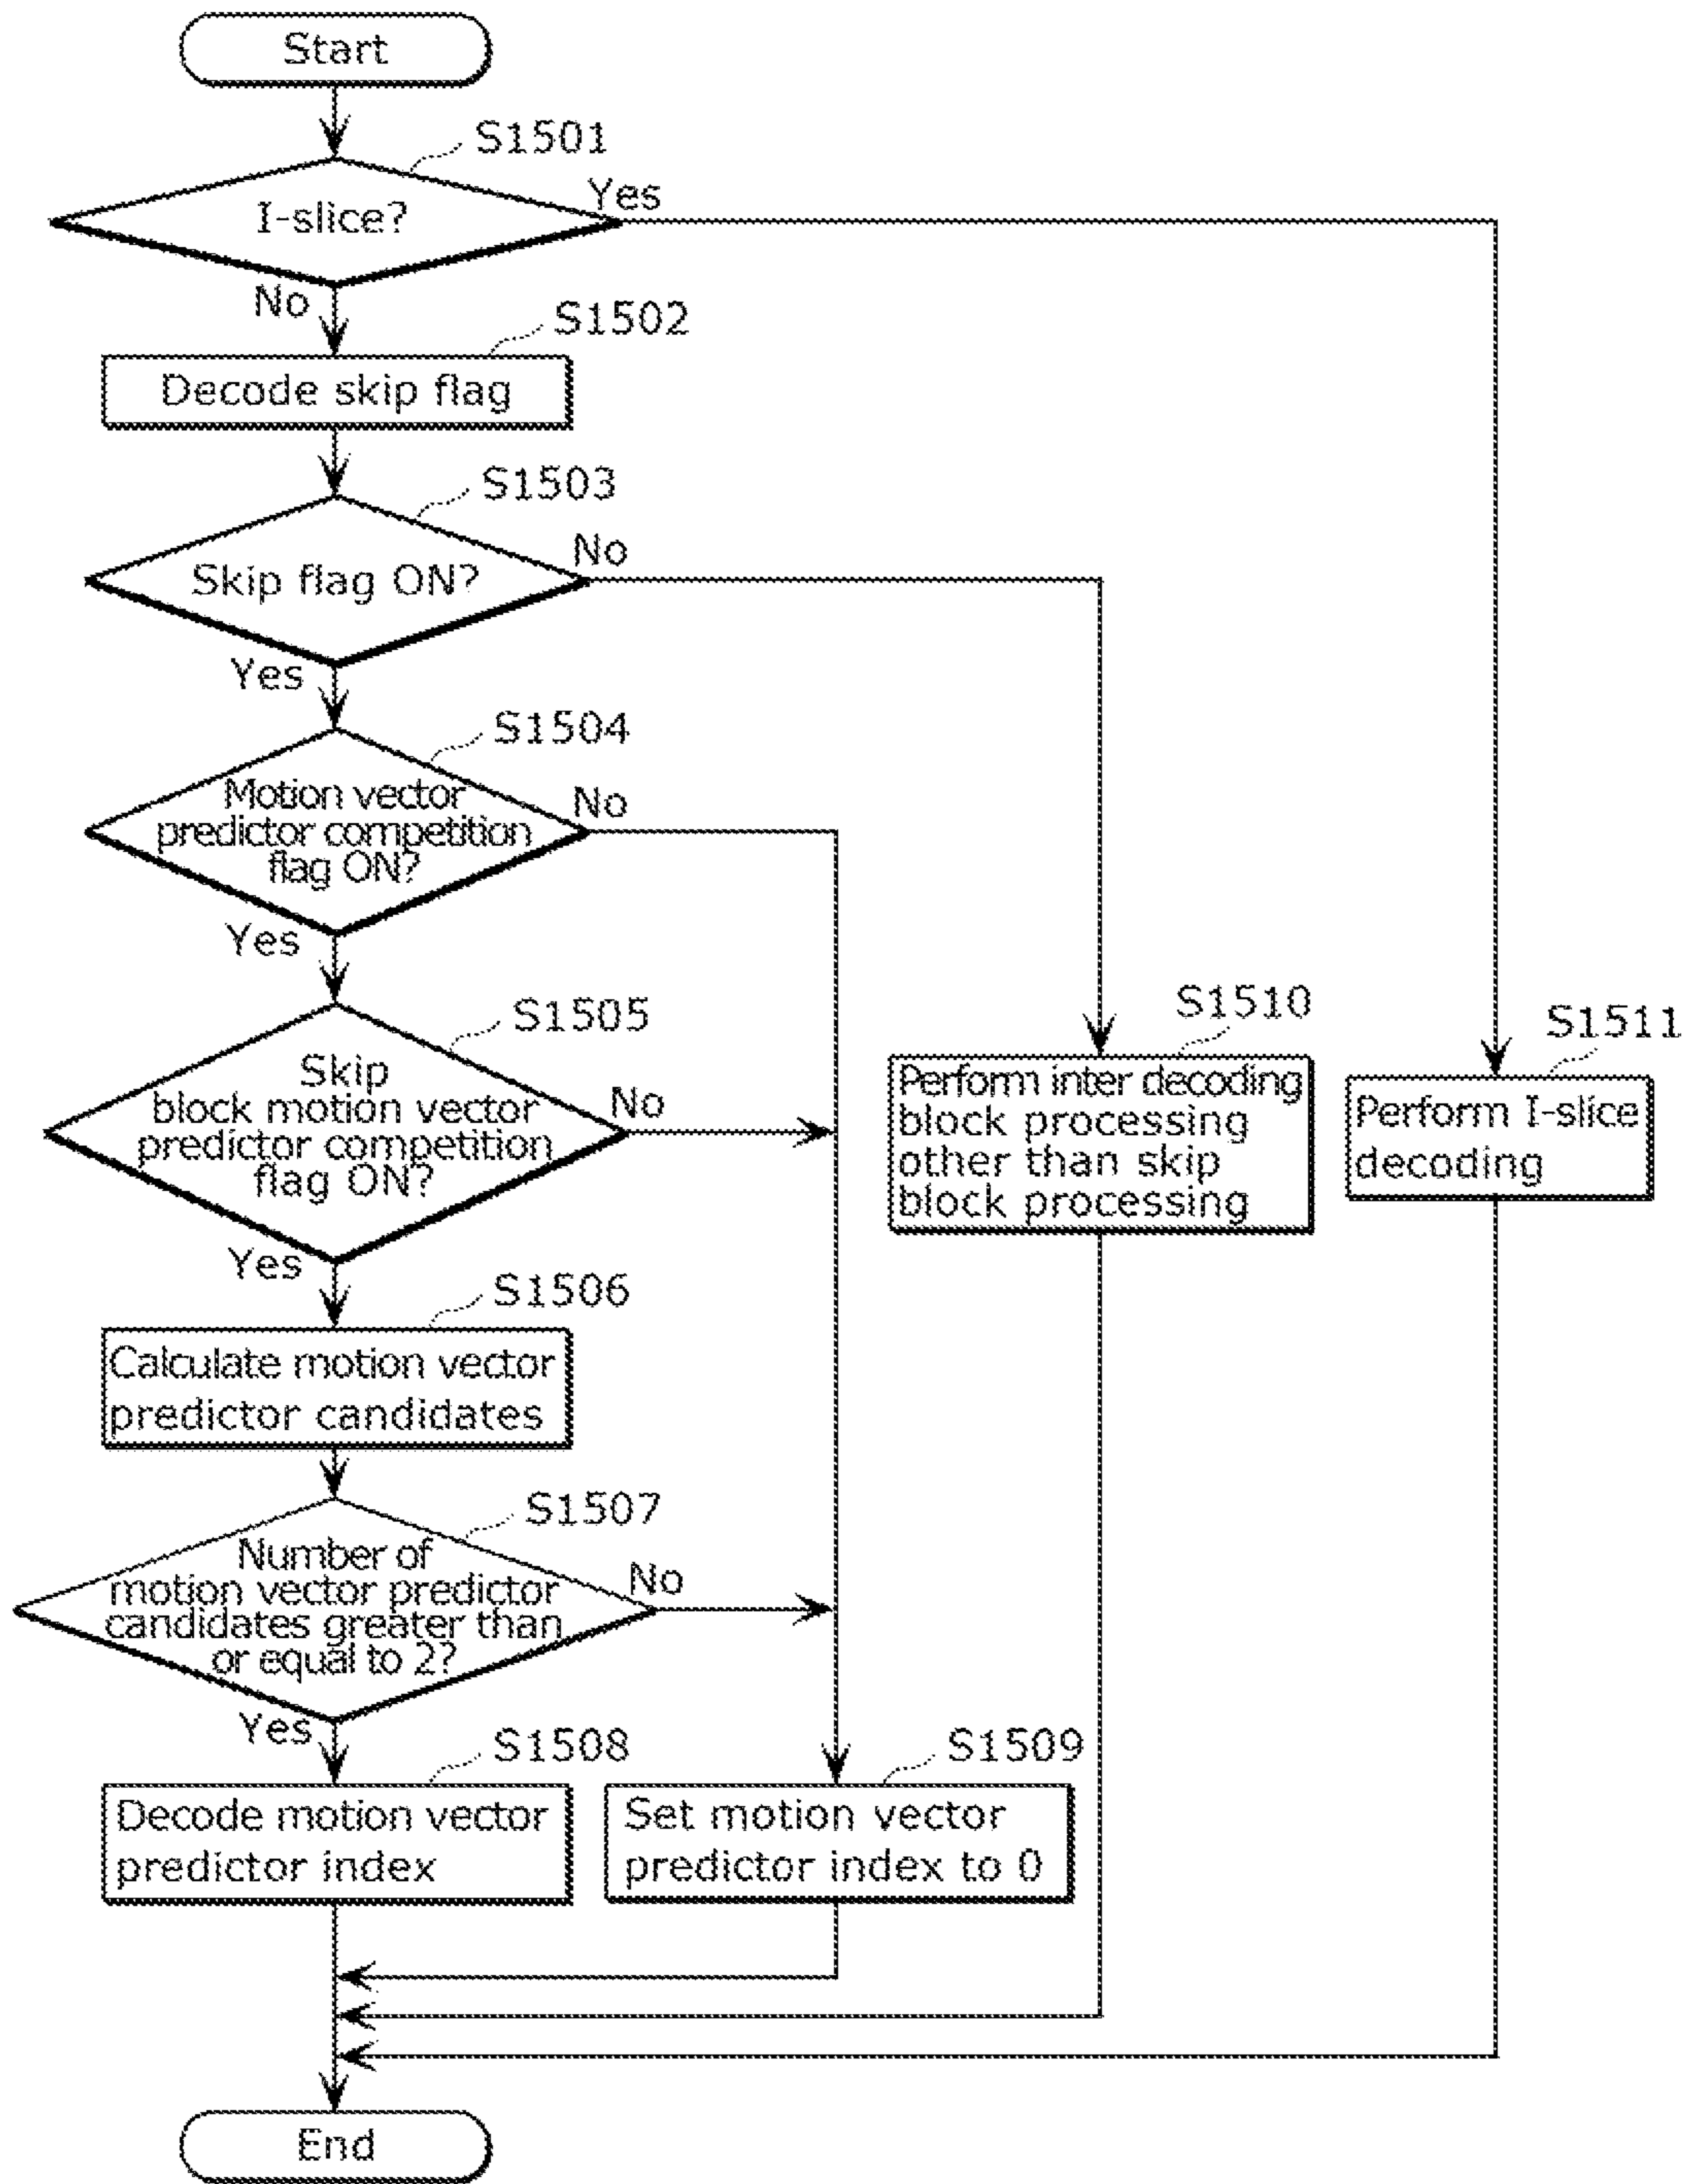 Start
S1501
I-slice?
Yes
No
S1502
Decode skip flag
S1503
Skip flag ON?
No
Yes
S1504
Motion vector
predictor competition
flag ON?
No
Yes
S1505
Skip
block motion vector
predictor competition
flag ON?
No
Yes
S1510
Perform inter decoding
block processing
other than skip
block processing
S1511
Perform I-slice
decoding
S1506
Calculate motion vector
predictor candidates
S1507
Number of
motion vector predictor
candidates greater than
or equal to 2?
No
Yes
S1508
Decode motion vector
predictor index
S1509
Set motion vector
predictor index to 0
End